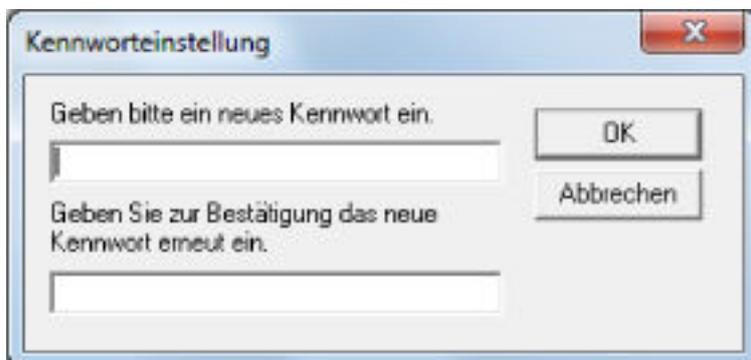 Kennworteinstellung
Geben bitte ein neues Kennwort ein.
OK
Abbrechen
Geben Sie zur Bestätigung das neue
Kennwort erneut ein.